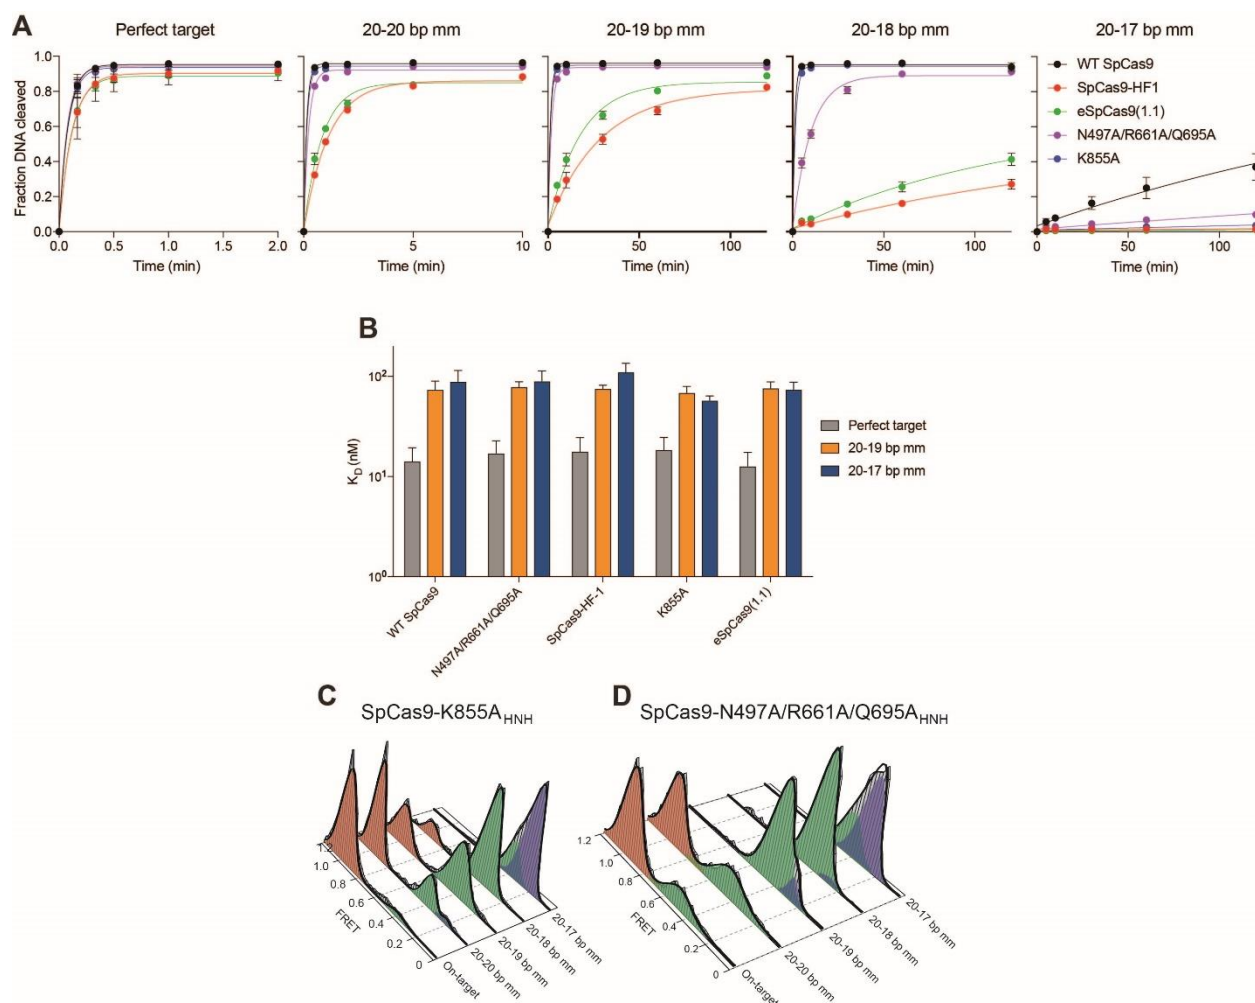 A
Perfect target
20-20 bp mm
20-19 bp mm
20-18 bp mm
20-17 bp mm
Fraction DNA cleaved
1.0
0.8
0.6
0.4
0.2
0.0
0.0 0.5 1.0 1.5 2.0
0 5 10
0 50 100
0 50 100
0 50 100
Time (min)
Time (min)
Time (min)
Time (min)
Time (min)
WT SpCas9
SpCas9-HF1
eSpCas9(1.1)
N497A/R661A/Q695A
K855A
B
K_D (nM)
10²
10¹
10⁰
WT SpCas9
N497A/R661A/Q695A
SpCas9-HF-1
K855A
eSpCas9(1.1)
Perfect target
20-19 bp mm
20-17 bp mm
C
SpCas9-K855A_HNH
1.2
1.0
0.8
0.6
0.4
0.2
0
FRET
On-target
20-20 bp mm
20-19 bp mm
20-18 bp mm
20-17 bp mm
D
SpCas9-N497A/R661A/Q695A_HNH
1.2
1.0
0.8
0.6
0.4
0.2
0
FRET
On-target
20-20 bp mm
20-19 bp mm
20-18 bp mm
20-17 bp mm